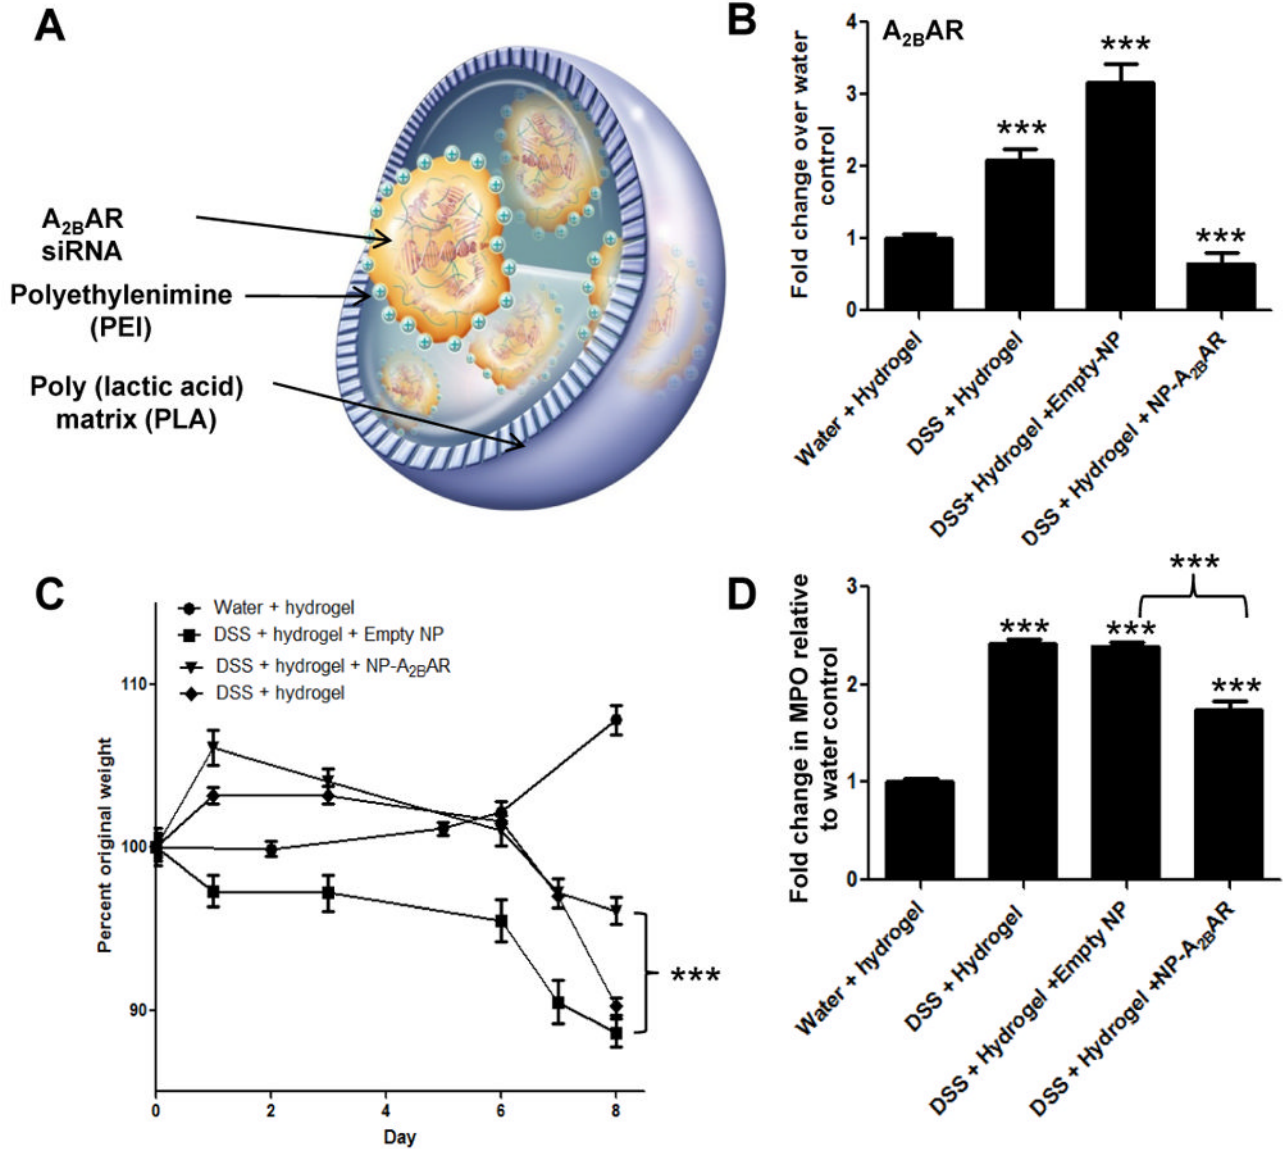 A
A2BAR
siRNA
Polyethylenimine
(PEI)
Poly (lactic acid)
matrix (PLA)
B
A2BAR
Fold change over water
control
4
3
2
1
0
***
***
***
Water + Hydrogel
DSS + Hydrogel
DSS+ Hydrogel +Empty-NP
DSS + Hydrogel + NP-A2BAR
C
Water + hydrogel
DSS + hydrogel + Empty NP
DSS + hydrogel + NP-A2BAR
DSS + hydrogel
Percent original weight
110
100
90
0
2
4
6
8
Day
***
D
Fold change in MPO relative
to water control
3
2
1
0
***
***
***
***
Water + hydrogel
DSS + Hydrogel
DSS + Hydrogel +Empty NP
DSS + Hydrogel +NP-A2BAR